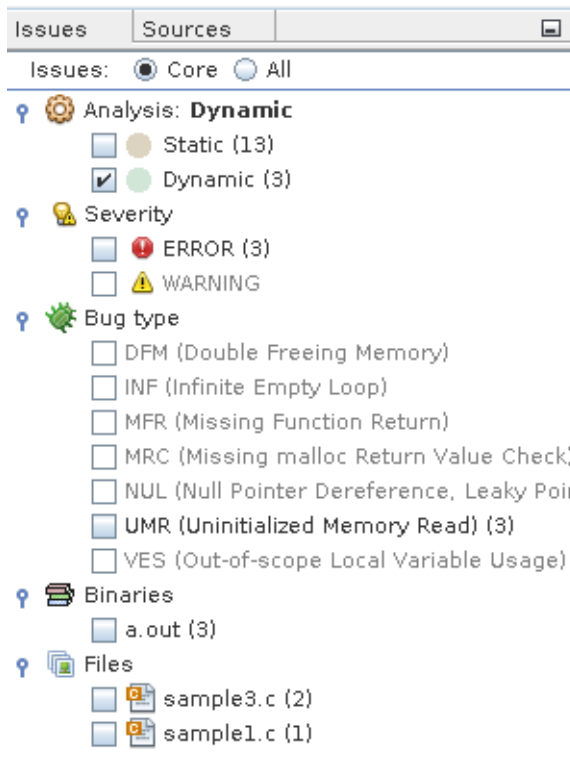 Issues Sources
Issues: Core All
Analysis: Dynamic
Static (13)
Dynamic (3)
Severity
ERROR (3)
WARNING
Bug type
DFM (Double Freeing Memory)
INF (Infinite Empty Loop)
MFR (Missing Function Return)
MRC (Missing malloc Return Value Check)
NUL (Null Pointer Dereference, Leaky Poi
UMR (Uninitialized Memory Read) (3)
VES (Out-of-scope Local Variable Usage)
Binaries
a.out (3)
Files
sample3.c (2)
sample1.c (1)